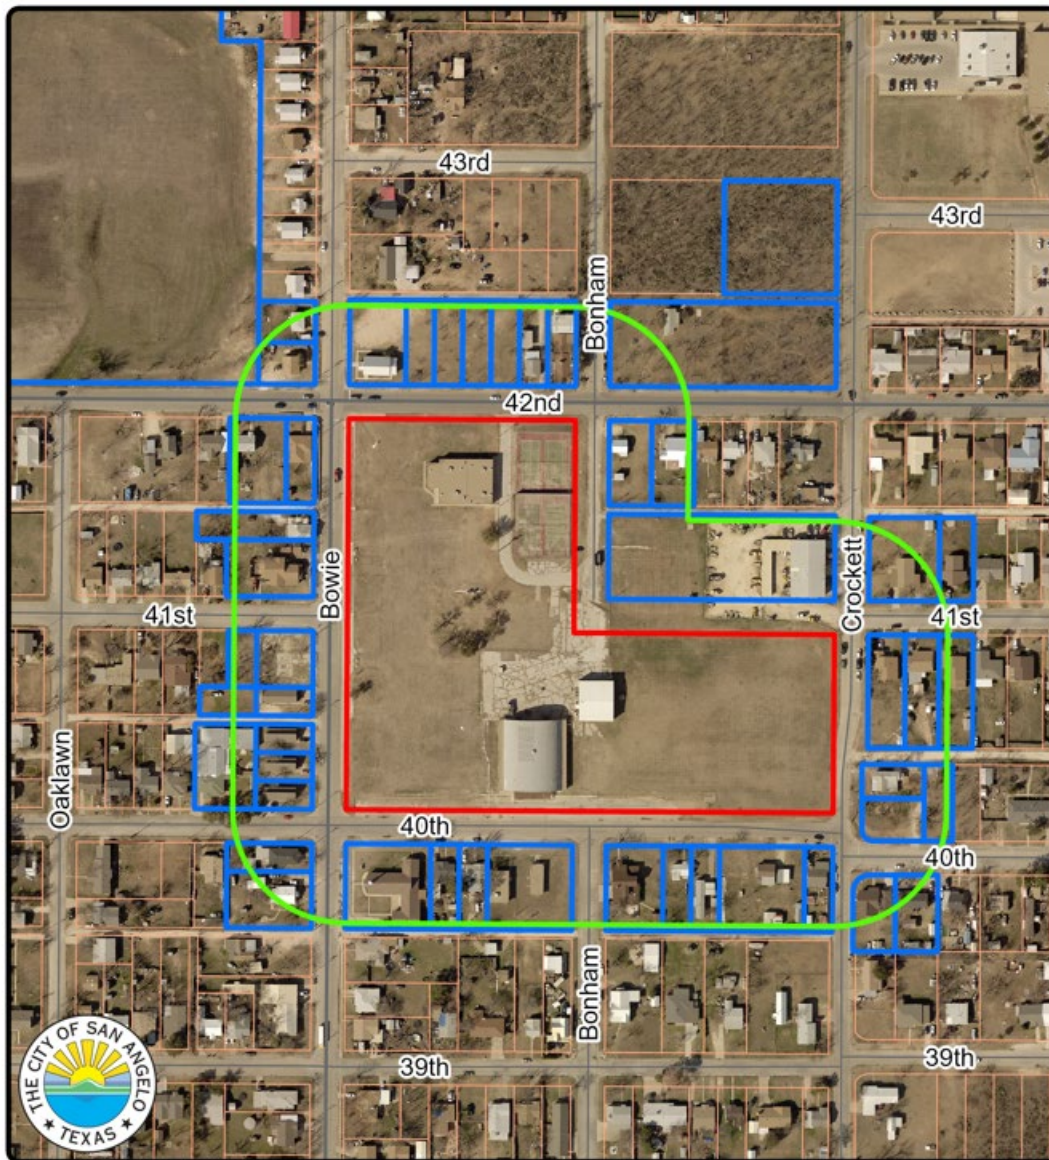 43rd
43rd
Bonham
42nd
Bowie
Crockett
41st
41st
Oaklawn
40th
40th
Bonham
39th
39th
THE CITY OF SAN ANGELO
TEXAS